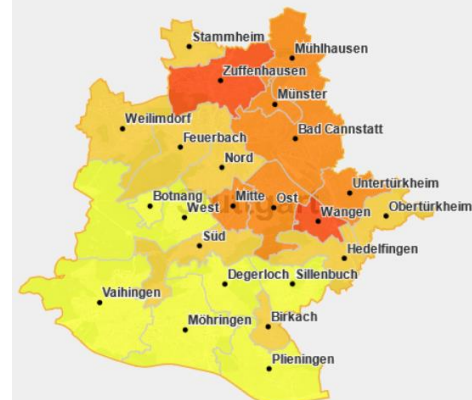 Stammheim
Mühlhausen
Zuffenhausen
Münster
Weilimdorf
Bad Cannstatt
Feuerbach
Nord
Untertürkheim
Botnang
Mitte
Ost
Obertürkheim
West
Wangen
Stuttgart
Süd
Hedelfingen
Degerloch
Sillenbuch
Vaihingen
Möhringen
Birkach
Plieningen